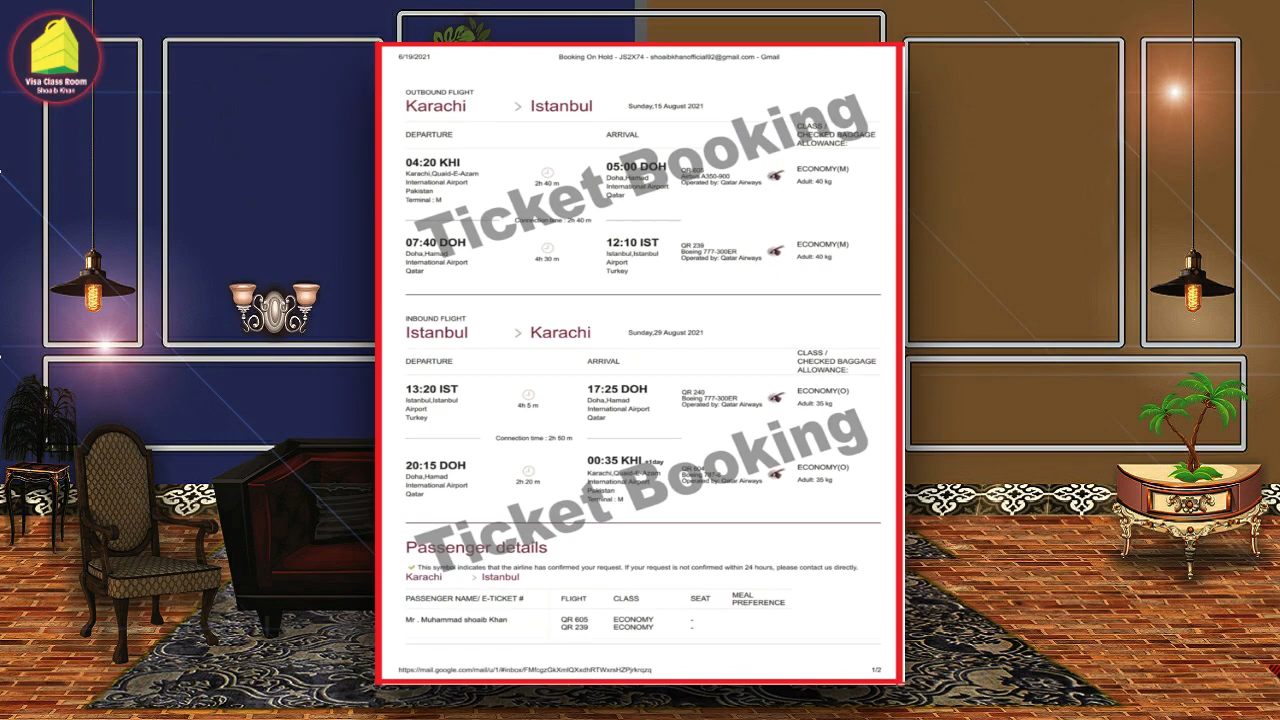 Visa Class Room
Shoaib Khan
6/19/2021 Booking On Hold - JS2X74 - shoaibkhanofficial92@gmail.com - Gmail
OUTBOUND FLIGHT
Karachi > Istanbul Sunday,15 August 2021
DEPARTURE ARRIVAL CLASS / CHECKED BAGGAGE ALLOWANCE:
04:20 KHI
Karachi,Quaid-E-Azam
International Airport
Pakistan
Terminal : M
2h 40 m
05:00 DOH
Doha,Hamad
International Airport
Qatar
QR 605
Airbus A350-900
Operated by: Qatar Airways
ECONOMY(M)
Adult: 40 kg
Connection time : 2h 40 m
07:40 DOH
Doha,Hamad
International Airport
Qatar
4h 30 m
12:10 IST
Istanbul,Istanbul
Airport
Turkey
QR 239
Boeing 777-300ER
Operated by: Qatar Airways
ECONOMY(M)
Adult: 40 kg
Ticket Booking
INBOUND FLIGHT
Istanbul > Karachi Sunday,29 August 2021
DEPARTURE ARRIVAL CLASS / CHECKED BAGGAGE ALLOWANCE:
13:20 IST
Istanbul,Istanbul
Airport
Turkey
4h 5 m
17:25 DOH
Doha,Hamad
International Airport
Qatar
QR 240
Boeing 777-300ER
Operated by: Qatar Airways
ECONOMY(O)
Adult: 35 kg
Connection time : 2h 50 m
20:15 DOH
Doha,Hamad
International Airport
Qatar
2h 20 m
00:35 KHI +1day
Karachi,Quaid-E-Azam
International Airport
Pakistan
Terminal : M
QR 604
Operated by: Qatar Airways
ECONOMY(O)
Adult: 35 kg
Ticket Booking
Passenger details
This symbol indicates that the airline has confirmed your request. If your request is not confirmed within 24 hours, please contact us directly.
Karachi > Istanbul
PASSENGER NAME/ E-TICKET # FLIGHT CLASS SEAT MEAL PREFERENCE
Mr . Muhammad shoaib Khan QR 605 ECONOMY -
QR 239 ECONOMY -
1/2